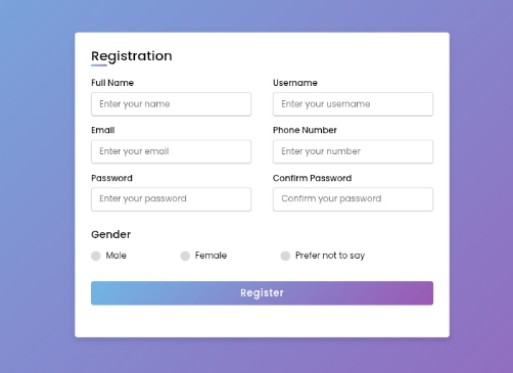 Registration
Full Name Username
Enter your name Enter your username
Email Phone Number
Enter your email Enter your number
Password Confirm Password
Enter your password Confirm your password
Gender
Male Female Prefer not to say
Register